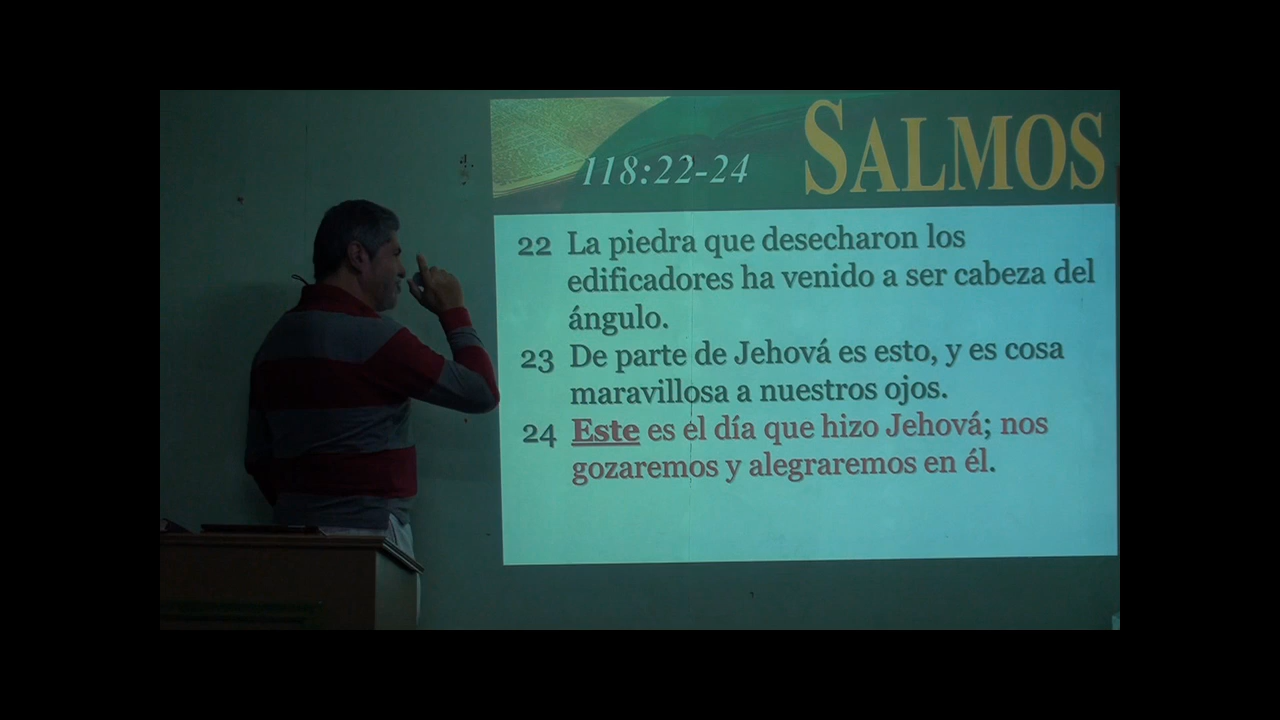 118:22-24 SALMOS
22 La piedra que desecharon los
edificadores ha venido a ser cabeza del
ángulo.
23 De parte de Jehová es esto, y es cosa
maravillosa a nuestros ojos.
24 Este es el día que hizo Jehová; nos
gozaremos y alegraremos en él.